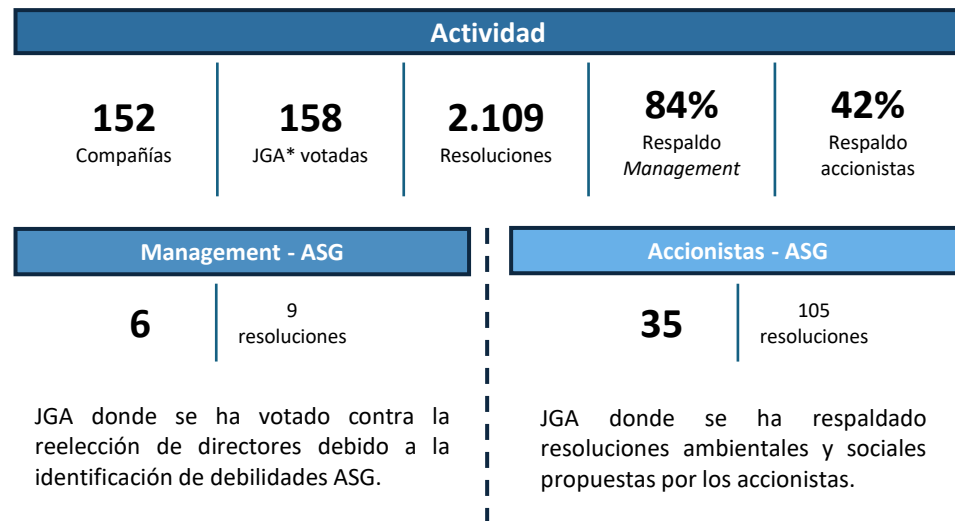 Actividad
152
Compañías
158
JGA* votadas
2.109
Resoluciones
84%
Respaldo
Management
42%
Respaldo
accionistas
Management - ASG
6
9
resoluciones
JGA donde se ha votado contra la
reelección de directores debido a la
identificación de debilidades ASG.
Accionistas - ASG
35
105
resoluciones
JGA donde se ha respaldado
resoluciones ambientales y sociales
propuestas por los accionistas.